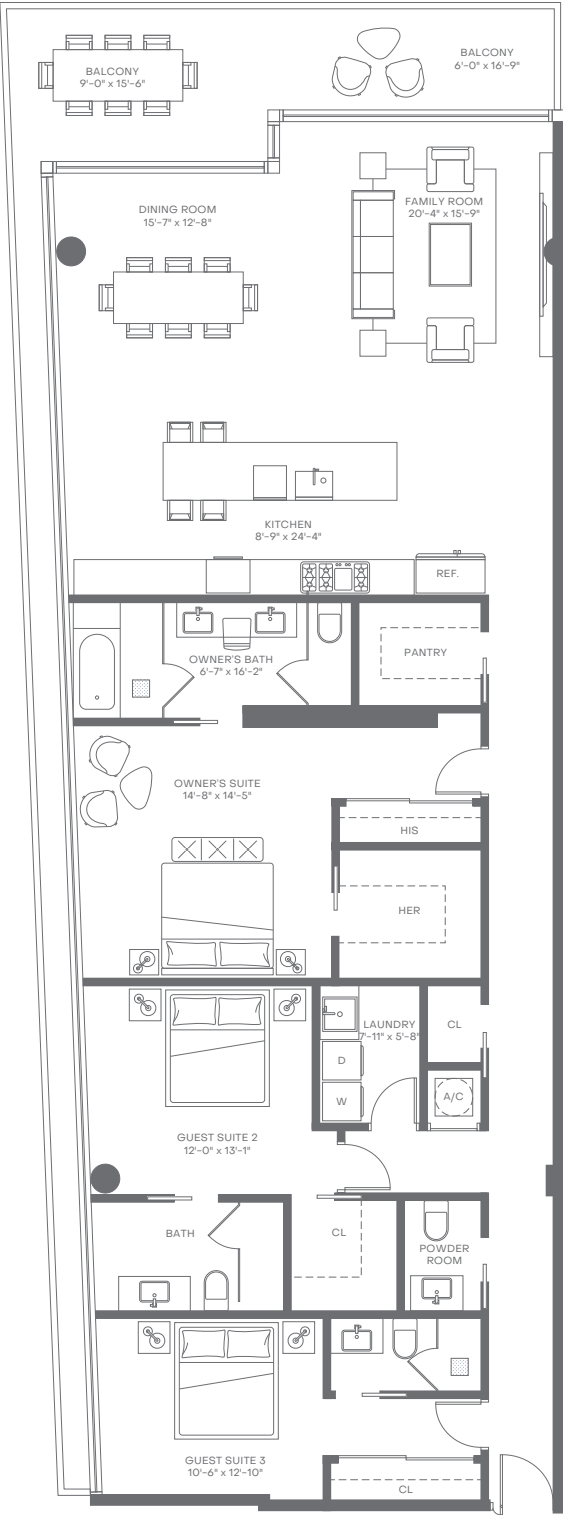 BALCONY
9'-0" x 15'-6"
BALCONY
6'-0" x 16'-9"
DINING ROOM
15'-7" x 12'-8"
FAMILY ROOM
20'-4" x 15'-9"
KITCHEN
8'-9" x 24'-4"
REF.
OWNER'S BATH
6'-7" x 16'-2"
PANTRY
OWNER'S SUITE
14'-8" x 14'-5"
HIS
HER
LAUNDRY
7'-11" x 5'-8"
CL
D
W
A/C
GUEST SUITE 2
12'-0" x 13'-1"
BATH
CL
POWDER
ROOM
GUEST SUITE 3
10'-6" x 12'-10"
CL